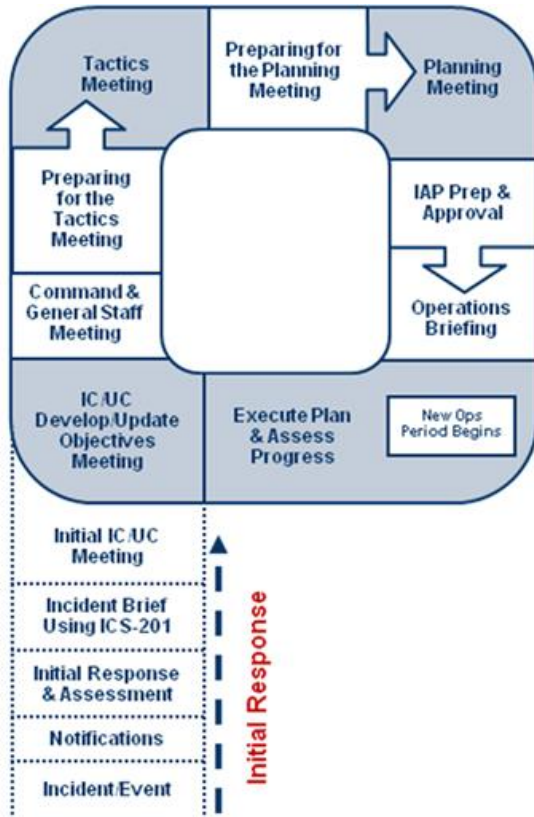 Tactics
Meeting
Preparing for
the Planning
Meeting
Planning
Meeting
Preparing
for the
Tactics
Meeting
IAP Prep &
Approval
Command &
General Staff
Meeting
Operations
Briefing
IC/UC
Develop/Update
Objectives
Meeting
Execute Plan
& Assess
Progress
New Ops
Period Begins
Initial IC/UC
Meeting
Incident Brief
Using ICS-201
Initial Response
& Assessment
Notifications
Incident/Event
Initial Response